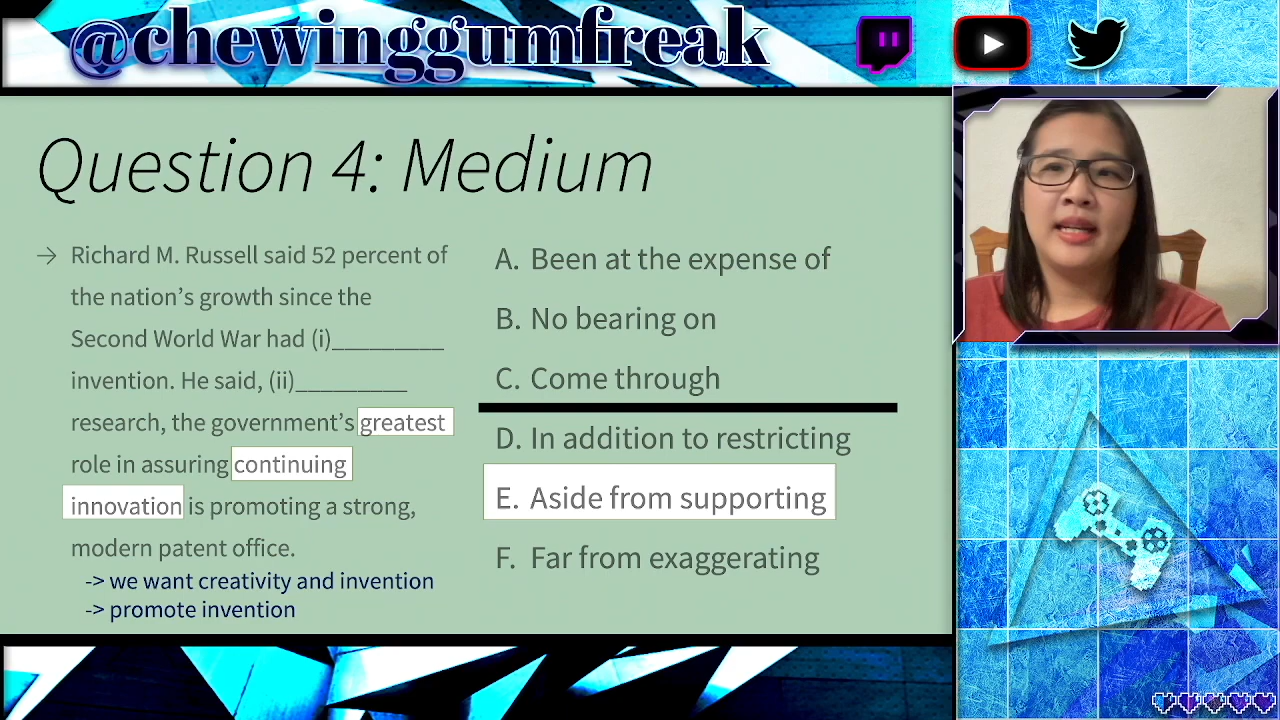 @chewinggumfreak
Question 4: Medium
→ Richard M. Russell said 52 percent of
the nation's growth since the
Second World War had (i)_________
invention. He said, (ii)_________
research, the government's greatest
role in assuring continuing
innovation is promoting a strong,
modern patent office.
-> we want creativity and invention
-> promote invention
A. Been at the expense of
B. No bearing on
C. Come through
D. In addition to restricting
E. Aside from supporting
F. Far from exaggerating